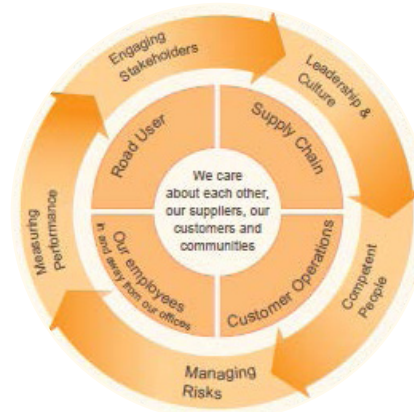 Engaging
Stakeholders
Leadership &
Culture
Competent
People
Managing
Risks
Measuring
Performance
Road User
Supply Chain
Customer Operations
Our employees
in and away from our offices
We care
about each other,
our suppliers, our
customers and
communities